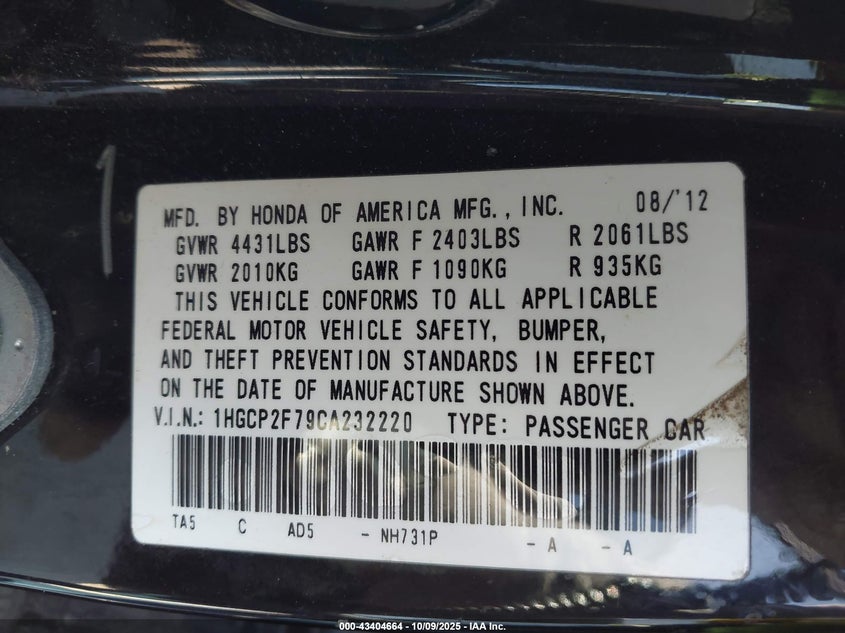 MFD. BY HONDA OF AMERICA MFG., INC. 08/'12
GVWR 4431LBS GAWR F 2403LBS R 2061LBS
GVWR 2010KG GAWR F 1090KG R 935KG
THIS VEHICLE CONFORMS TO ALL APPLICABLE
FEDERAL MOTOR VEHICLE SAFETY, BUMPER,
AND THEFT PREVENTION STANDARDS IN EFFECT
ON THE DATE OF MANUFACTURE SHOWN ABOVE.
V.I.N.: 1HGCP2F79CA232220 TYPE: PASSENGER CAR
TA5 C AD5 - NH731P - A - A
000-43404664 - 10/09/2025 - IAA Inc.